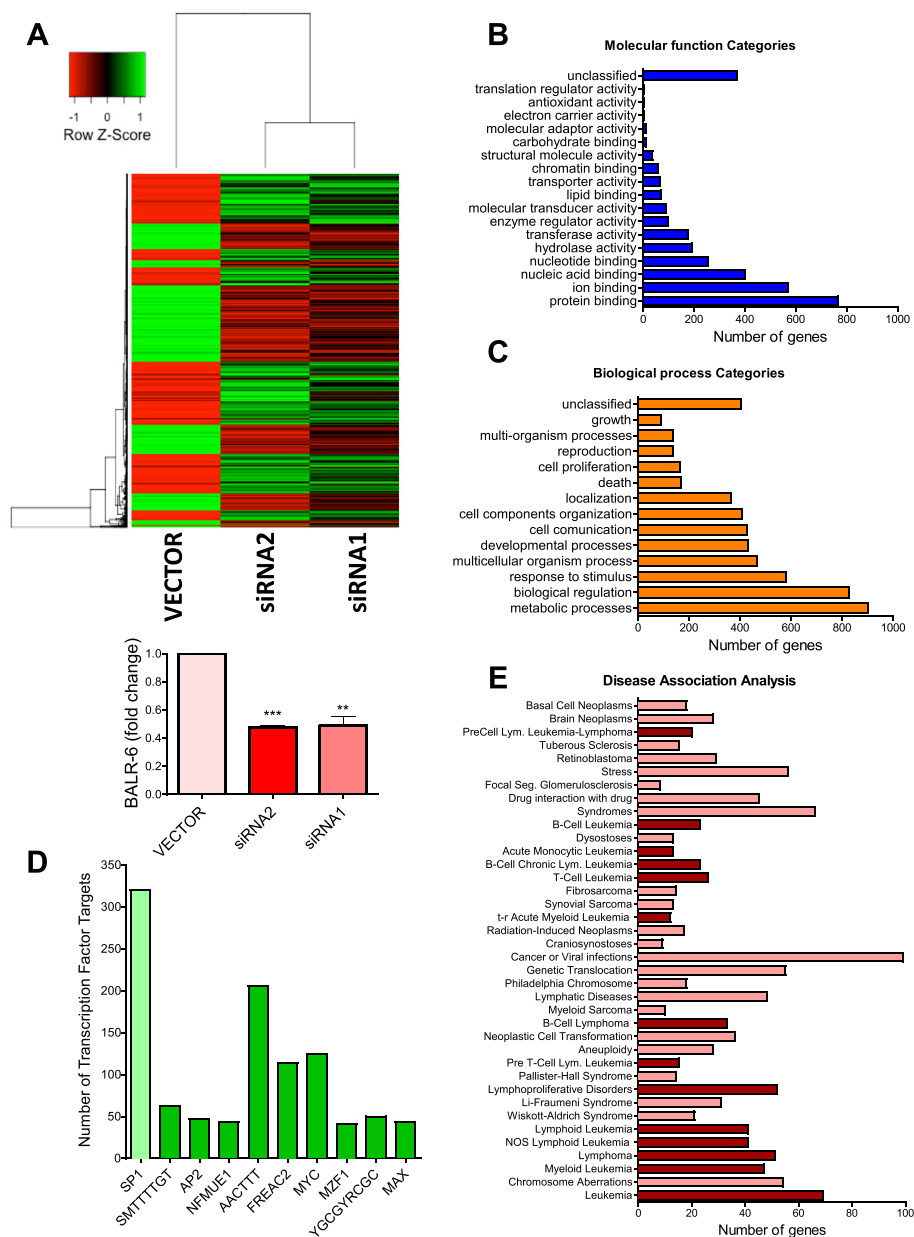 A
-1 0 1
Row Z-Score
VECTOR
siRNA2
siRNA1
BALR-6 (fold change)
1.0
0.8
0.6
0.4
0.2
0.0
***
**
VECTOR
siRNA2
siRNA1
B
Molecular function Categories
unclassified
translation regulator activity
antioxidant activity
electron carrier activity
molecular adaptor activity
carbohydrate binding
structural molecule activity
chromatin binding
transporter activity
lipid binding
molecular transducer activity
enzyme regulator activity
transferase activity
hydrolase activity
nucleotide binding
nucleic acid binding
ion binding
protein binding
0 200 400 600 800 1000
Number of genes
C
Biological process Categories
unclassified
growth
multi-organism processes
reproduction
cell proliferation
death
localization
cell components organization
cell comunication
developmental processes
multicellular organism process
response to stimulus
biological regulation
metabolic processes
0 200 400 600 800 1000
Number of genes
D
Number of Transcription Factor Targets
350
300
250
200
150
100
50
0
SP1
SMTTTTGT
AP2
NFMUE1
AACTTT
FREAC2
MYC
MZF1
YGCGYRCGC
MAX
E
Disease Association Analysis
Basal Cell Neoplasms
Brain Neoplasms
PreCell Lym. Leukemia-Lymphoma
Tuberous Sclerosis
Retinoblastoma
Stress
Focal Seg. Glomerulosclerosis
Drug interaction with drug
Syndromes
B-Cell Leukemia
Dysostoses
Acute Monocytic Leukemia
B-Cell Chronic Lym. Leukemia
T-Cell Leukemia
Fibrosarcoma
Synovial Sarcoma
t-r Acute Myeloid Leukemia
Radiation-Induced Neoplasms
Craniosynostoses
Cancer or Viral infections
Genetic Translocation
Philadelphia Chromosome
Lymphatic Diseases
Myeloid Sarcoma
B-Cell Lymphoma
Neoplastic Cell Transformation
Aneuploidy
Pre T-Cell Lym. Leukemia
Pallister-Hall Syndrome
Lymphoproliferative Disorders
Li-Fraumeni Syndrome
Wiskott-Aldrich Syndrome
Lymphoid Leukemia
NOS Lymphoid Leukemia
Lymphoma
Myeloid Leukemia
Chromosome Aberrations
Leukemia
0 20 40 60 80 100
Number of genes